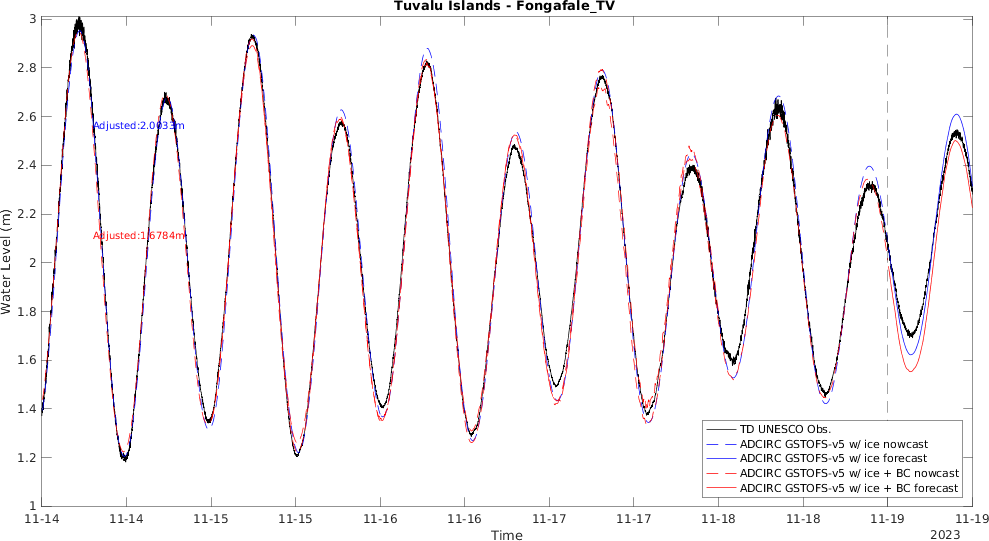 Tuvalu Islands - Fongafale_TV
3
2.8
2.6
2.4
2.2
2
1.8
1.6
1.4
1.2
1
Water Level (m)
Adjusted:2.0033m
Adjusted:1.6784m
TD UNESCO Obs.
ADCIRC GSTOFS-v5 w/ ice nowcast
ADCIRC GSTOFS-v5 w/ ice forecast
ADCIRC GSTOFS-v5 w/ ice + BC nowcast
ADCIRC GSTOFS-v5 w/ ice + BC forecast
11-14 11-14 11-15 11-15 11-16 11-16 11-17 11-17 11-18 11-18 11-19 11-19
Time
2023